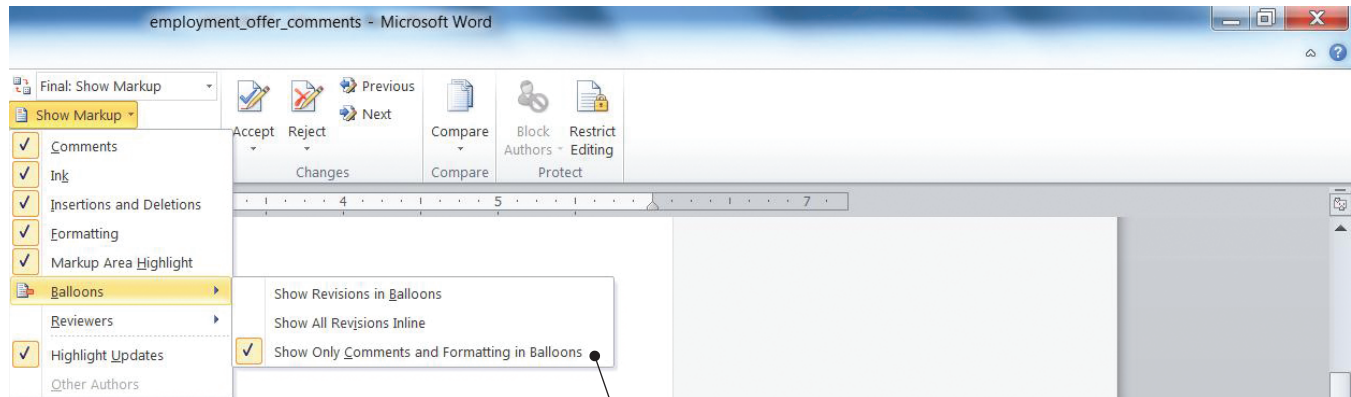 employment_offer_comments - Microsoft Word
Final: Show Markup
Show Markup
Accept
Reject
Previous
Next
Changes
Compare
Compare
Block Authors
Restrict Editing
Protect
Comments
Ink
Insertions and Deletions
Formatting
Markup Area Highlight
Balloons
Reviewers
Highlight Updates
Other Authors
4
5
7
Show Revisions in Balloons
Show All Revisions Inline
Show Only Comments and Formatting in Balloons